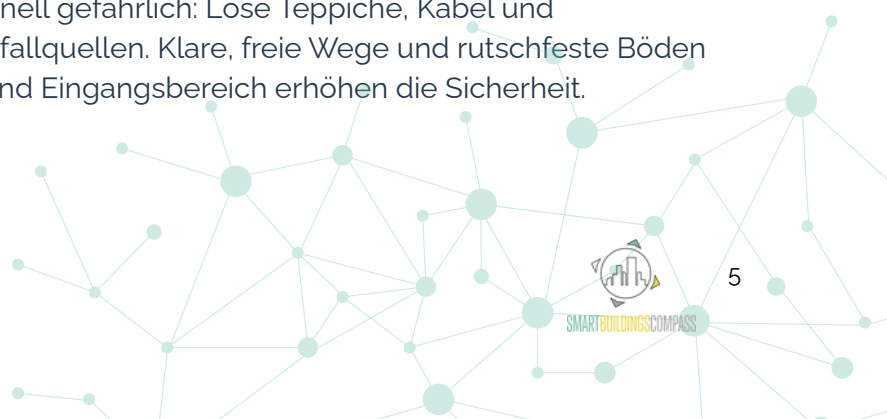 nell gefährlich: Lose Teppiche, Kabel und
fallquellen. Klare, freie Wege und rutschfeste Böden
nd Eingangsbereich erhöhen die Sicherheit.
5
SMARTBUILDINGSCOMPASS